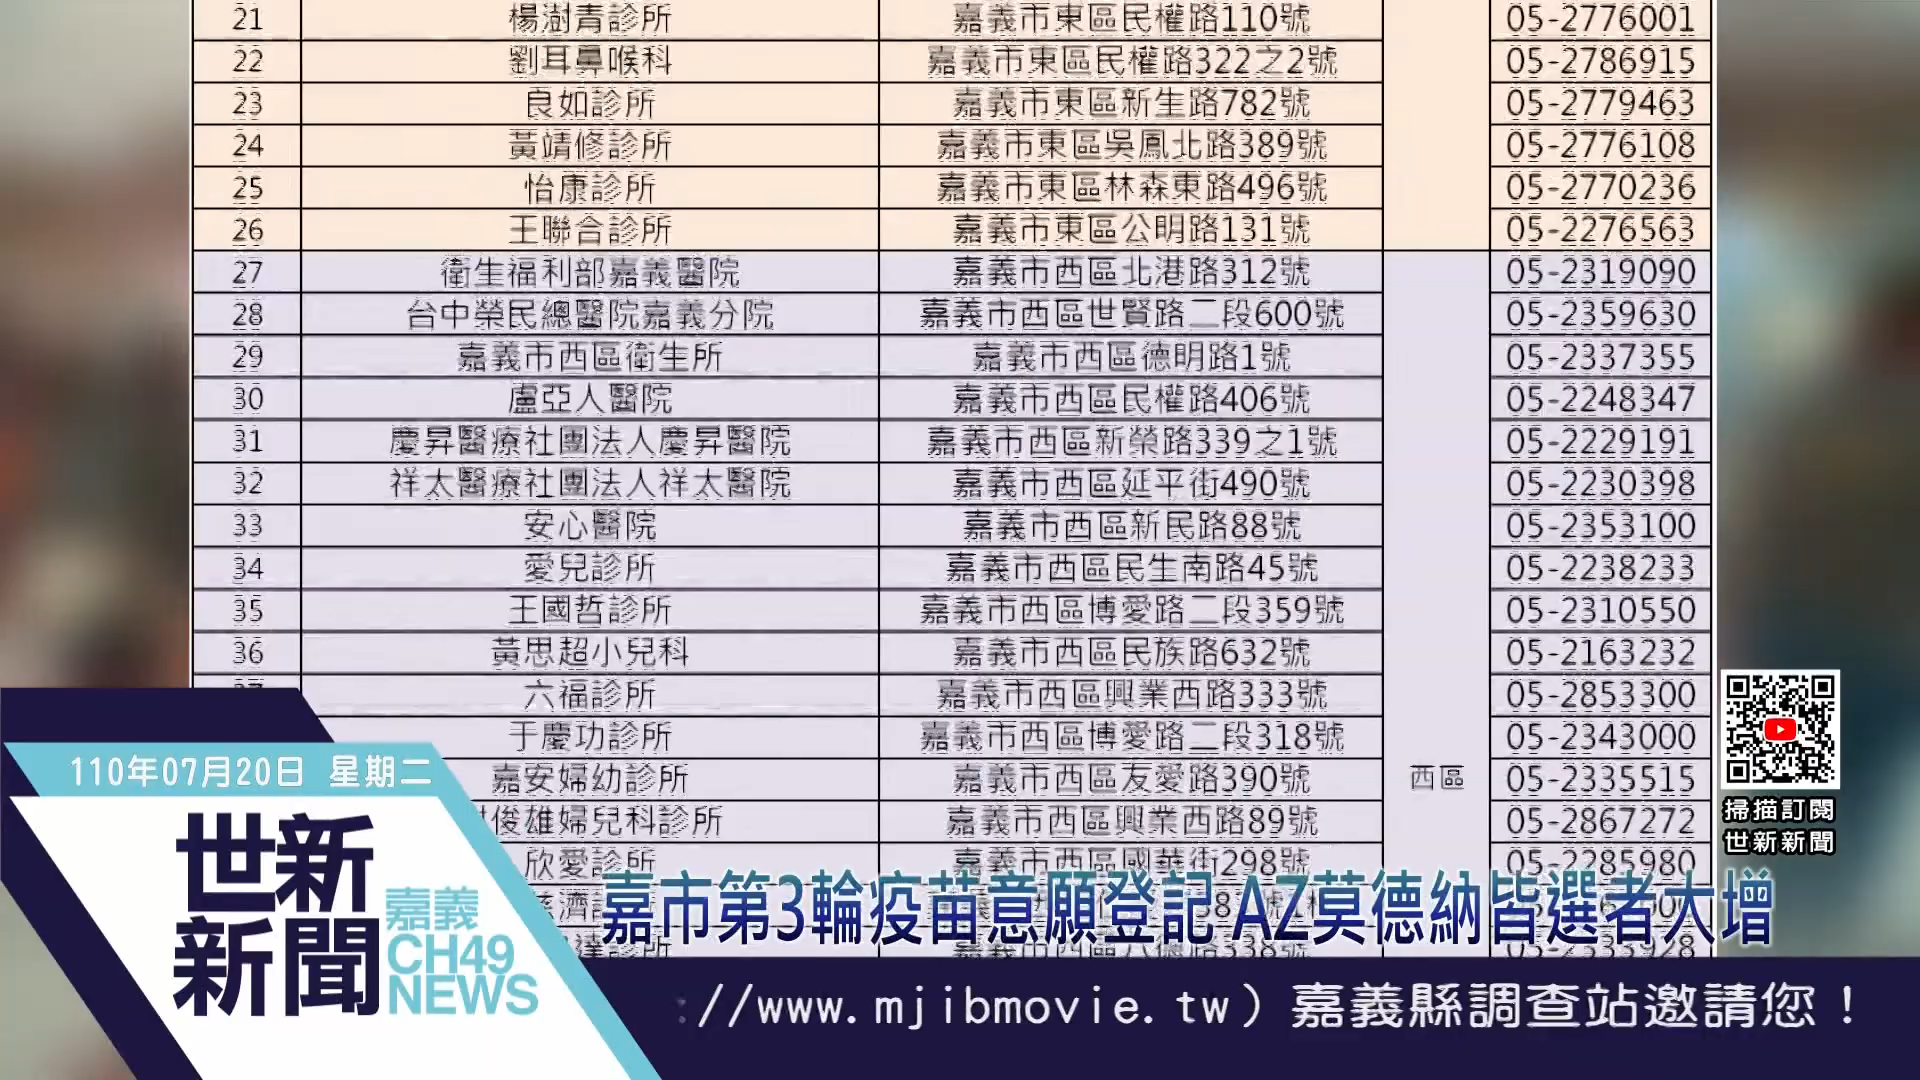 21 楊澍青診所 嘉義市東區民權路110號 05-2776001
22 劉耳鼻喉科 嘉義市東區民權路322之2號 05-2786915
23 良如診所 嘉義市東區新生路782號 05-2779463
24 黃靖修診所 嘉義市東區吳鳳北路389號 05-2776108
25 怡康診所 嘉義市東區林森東路496號 05-2770236
26 王聯合診所 嘉義市東區公明路131號 05-2276563
27 衛生福利部嘉義醫院 嘉義市西區北港路312號 05-2319090
28 台中榮民總醫院嘉義分院 嘉義市西區世賢路二段600號 05-2359630
29 嘉義市西區衛生所 嘉義市西區德明路1號 05-2337355
30 盧亞人醫院 嘉義市西區民權路406號 05-2248347
31 慶昇醫療社團法人慶昇醫院 嘉義市西區新榮路339之1號 05-2229191
32 祥太醫療社團法人祥太醫院 嘉義市西區延平街490號 05-2230398
33 安心醫院 嘉義市西區新民路88號 05-2353100
34 愛兒診所 嘉義市西區民生南路45號 05-2238233
35 王國哲診所 嘉義市西區博愛路二段359號 05-2310550
36 黃思超小兒科 嘉義市西區民族路632號 05-2163232
六福診所 嘉義市西區興業西路333號 05-2853300
于慶功診所 嘉義市西區博愛路二段318號 05-2343000
嘉安婦幼診所 嘉義市西區友愛路390號 西區 05-2335515
俊雄婦兒科診所 嘉義市西區興業西路89號 05-2867272
欣愛診所 嘉義市西區國華街298號 05-2285980
110年07月20日 星期二
世新
新聞
嘉義
CH49
NEWS
嘉市第3輪疫苗意願登記 AZ莫德納皆選者大增
://www.mjibmovie.tw）嘉義縣調查站邀請您！
掃描訂閱
世新新聞